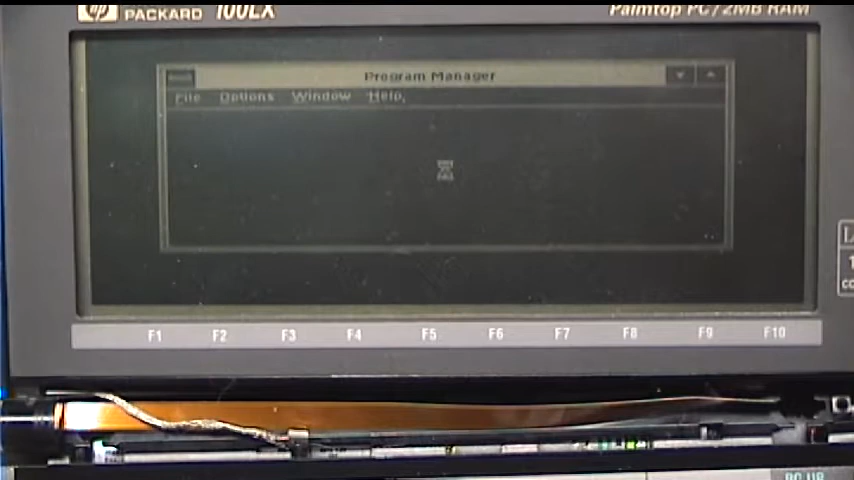 hp PACKARD 100LX Palmtop PC/2MB RAM
Program Manager
File Options Window Help
F1 F2 F3 F4 F5 F6 F7 F8 F9 F10